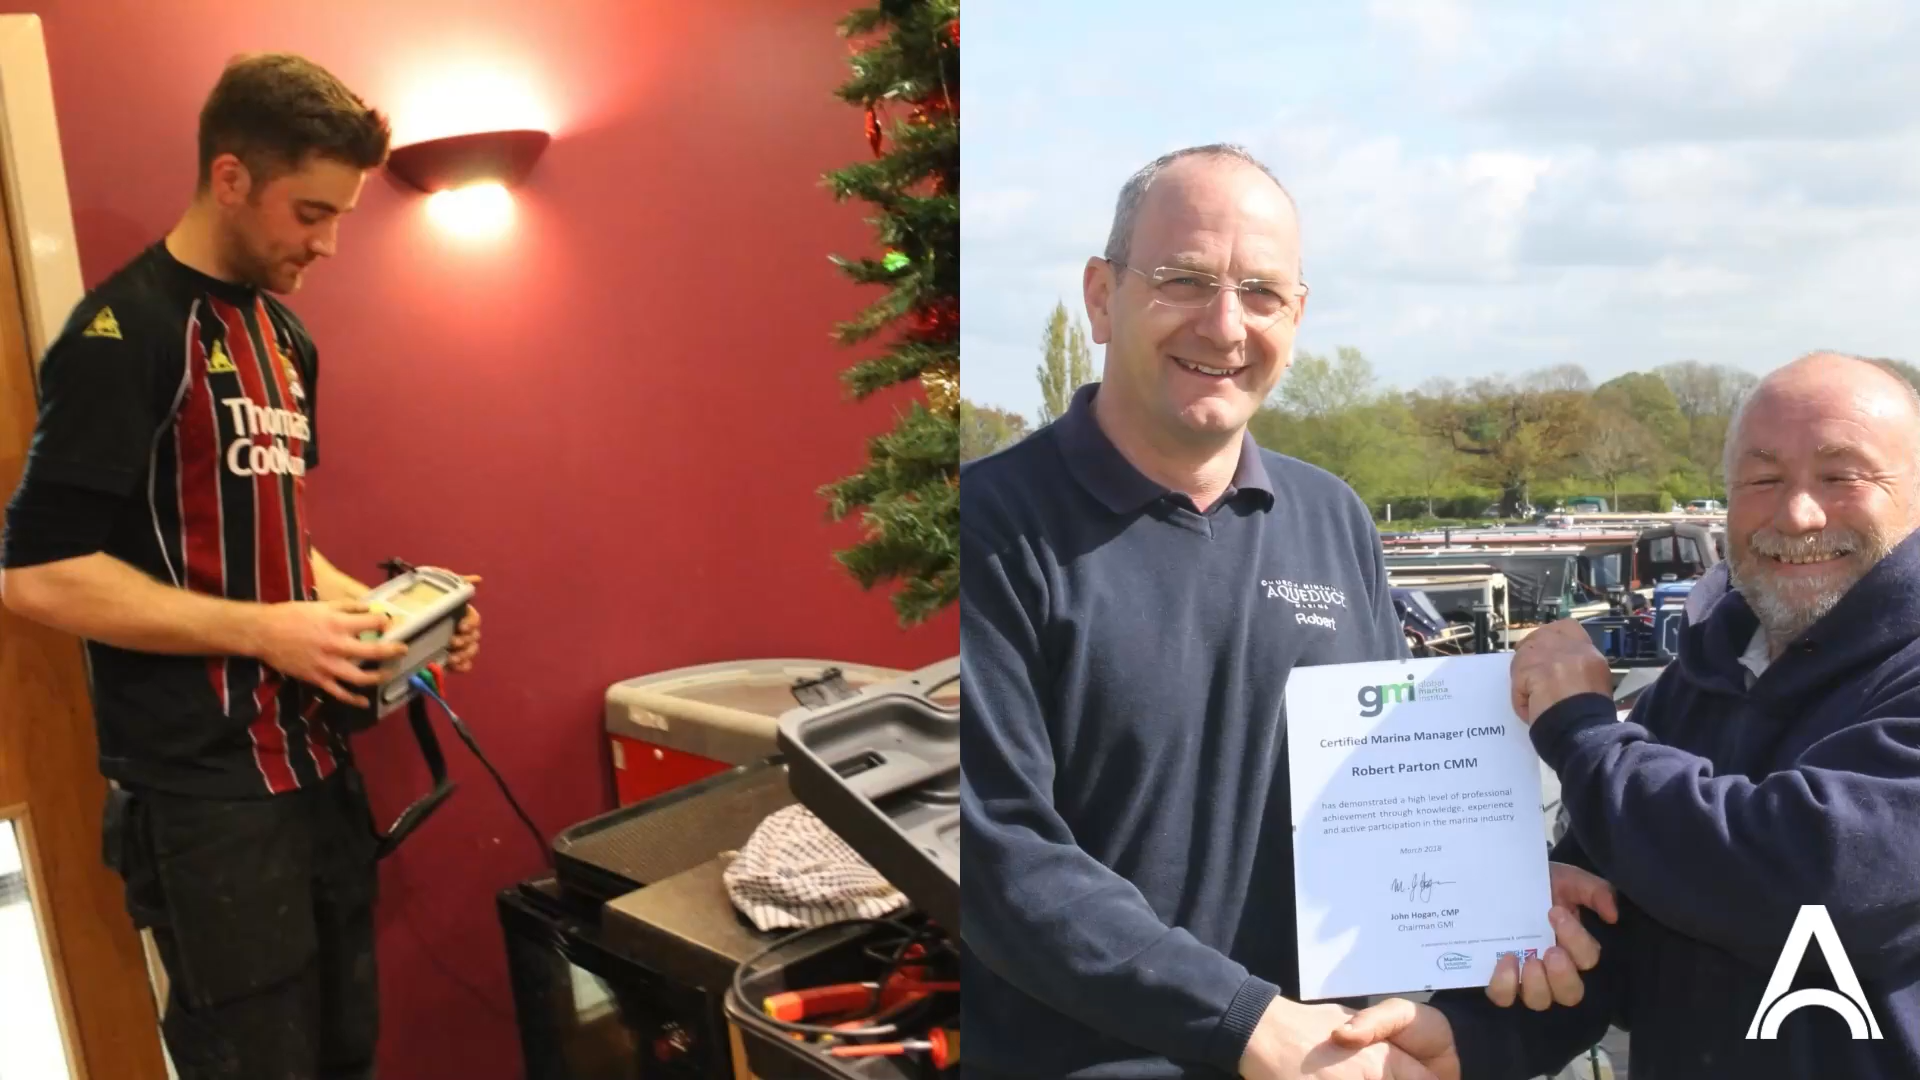 Thomas
Cook
AQUEDUCT
MARINA
Robert
gmi global
marina
institute
Certified Marina Manager (CMM)
Robert Parton CMM
has demonstrated a high level of professional
achievement through knowledge, experience
and active participation in the marina industry
March 2018
John Hogan, CMP
Chairman GMI